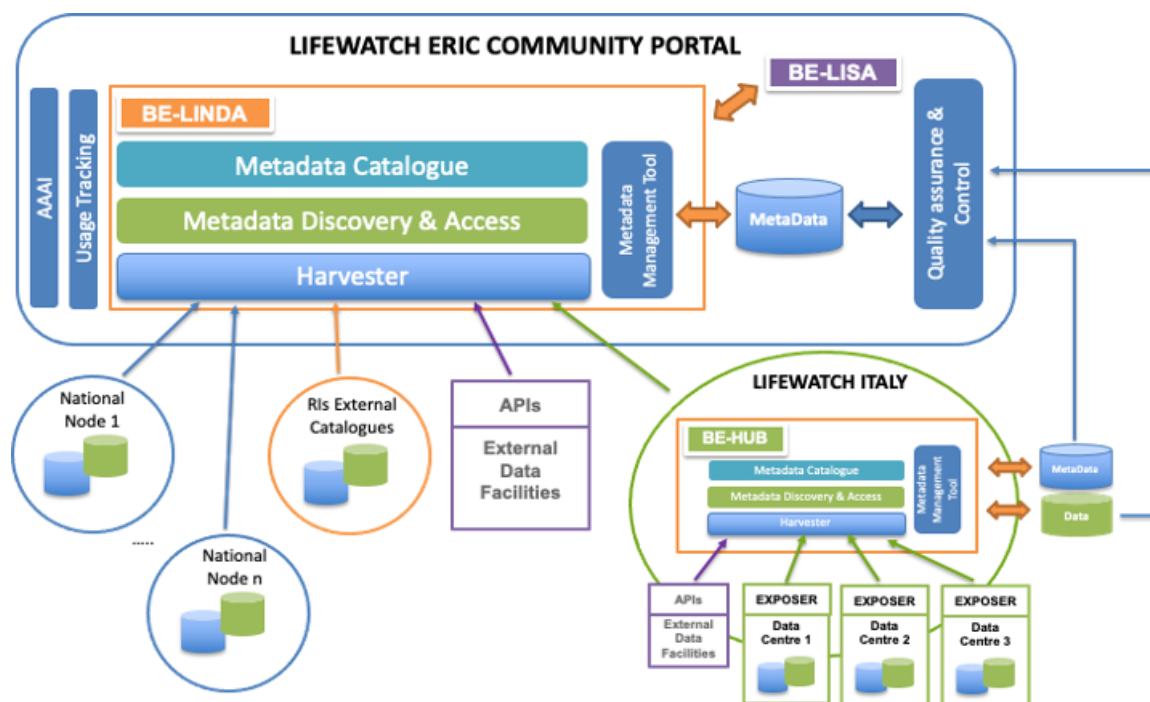 LIFEWATCH ERIC COMMUNITY PORTAL
BE-LISA
BE-LINDA
AAAI
Usage Tracking
Metadata Catalogue
Metadata Discovery & Access
Harvester
Metadata
Management Tool
MetaData
Quality assurance &
Control
National
Node 1
.....
National
Node n
RIs External
Catalogues
APIs
External
Data
Facilities
LIFEWATCH ITALY
BE-HUB
Metadata Catalogue
Metadata Discovery & Access
Harvester
Metadata
Management
Tool
MetaData
Data
APIs
External
Data
Facilities
EXPOSER
Data
Centre 1
EXPOSER
Data
Centre 2
EXPOSER
Data
Centre 3